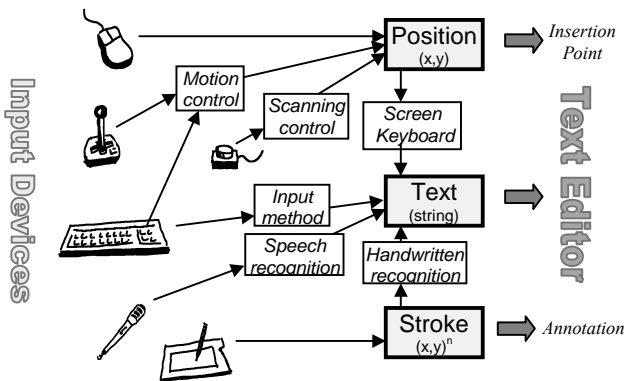 Input Devices
Position
(x,y)
Insertion
Point
Motion
control
Scanning
control
Screen
Keyboard
Text Editor
Input
method
Text
(string)
Speech
recognition
Handwritten
recognition
Stroke
(x,y)ⁿ
Annotation